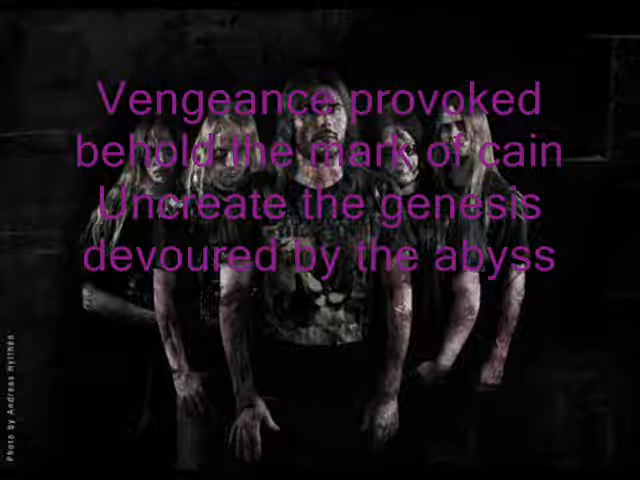 Vengeance provoked
behold the mark of cain
Uncreate the genesis
devoured by the abyss
Photo by Andreas Hylthén